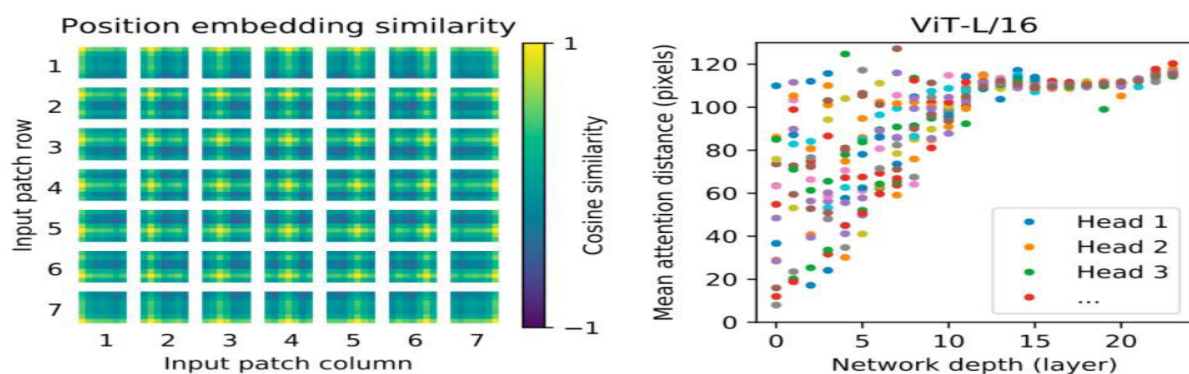 Position embedding similarity
Input patch row
1
2
3
4
5
6
7
1 2 3 4 5 6 7
Input patch column
1
−1
Cosine similarity
ViT-L/16
Mean attention distance (pixels)
120
100
80
60
40
20
0
0 5 10 15 20
Network depth (layer)
Head 1
Head 2
Head 3
...